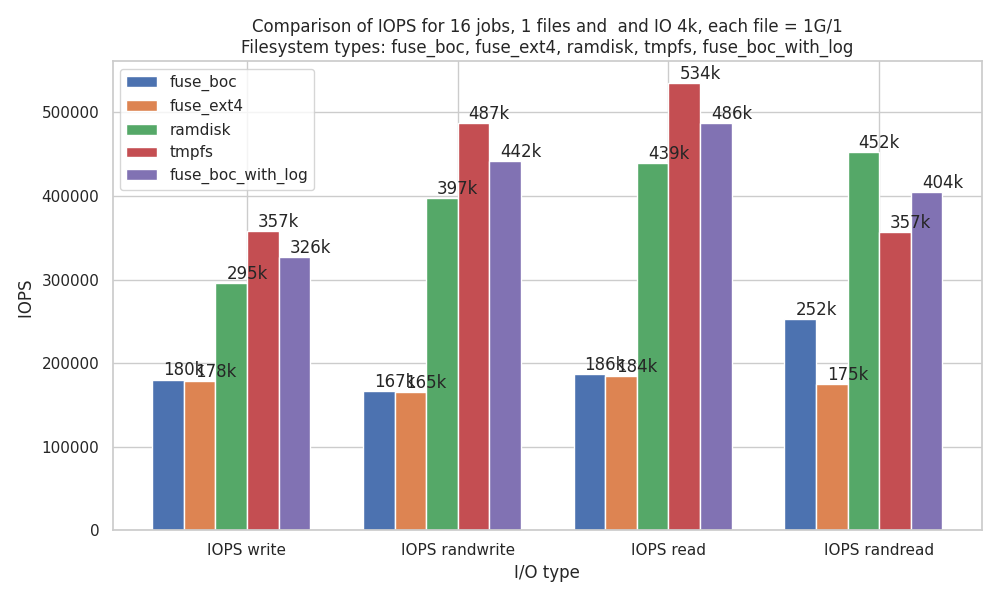 Comparison of IOPS for 16 jobs, 1 files and  and IO 4k, each file = 1G/1
Filesystem types: fuse_boc, fuse_ext4, ramdisk, tmpfs, fuse_boc_with_log
fuse_boc
fuse_ext4
ramdisk
tmpfs
fuse_boc_with_log
IOPS
500000
400000
300000
200000
100000
0
180k
178k
295k
357k
326k
167k
165k
397k
487k
442k
186k
184k
439k
534k
486k
252k
175k
452k
357k
404k
IOPS write
IOPS randwrite
IOPS read
IOPS randread
I/O type